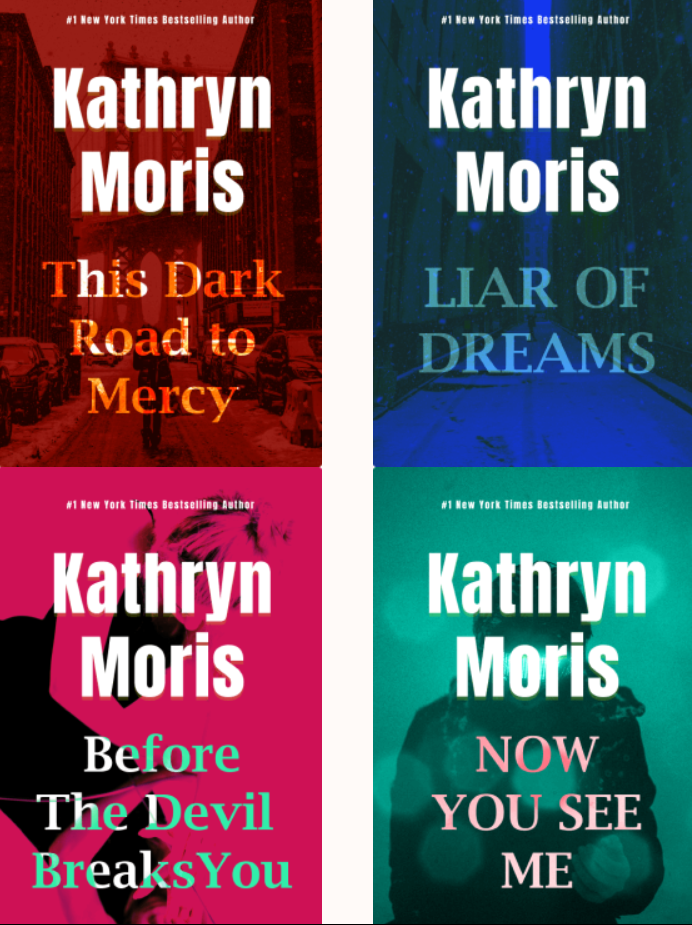 #1 New York Times Bestselling Author
Kathryn
Moris
This Dark
Road to
Mercy
#1 New York Times Bestselling Author
Kathryn
Moris
LIAR OF
DREAMS
#1 New York Times Bestselling Author
Kathryn
Moris
Before
The Devil
BreaksYou
#1 New York Times Bestselling Author
Kathryn
Moris
NOW
YOU SEE
ME